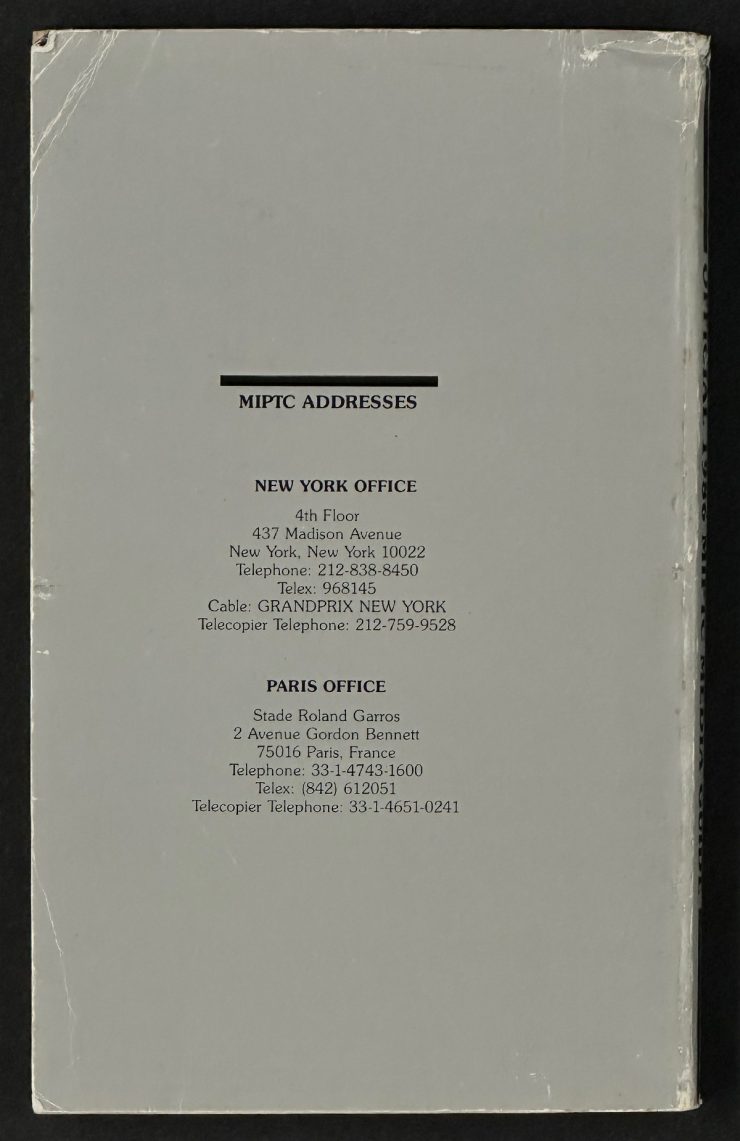 MIPTC ADDRESSES
NEW YORK OFFICE
4th Floor
437 Madison Avenue
New York, New York 10022
Telephone: 212-838-8450
Telex: 968145
Cable: GRANDPRIX NEW YORK
Telecopier Telephone: 212-759-9528
PARIS OFFICE
Stade Roland Garros
2 Avenue Gordon Bennett
75016 Paris, France
Telephone: 33-1-4743-1600
Telex: (842) 612051
Telecopier Telephone: 33-1-4651-0241